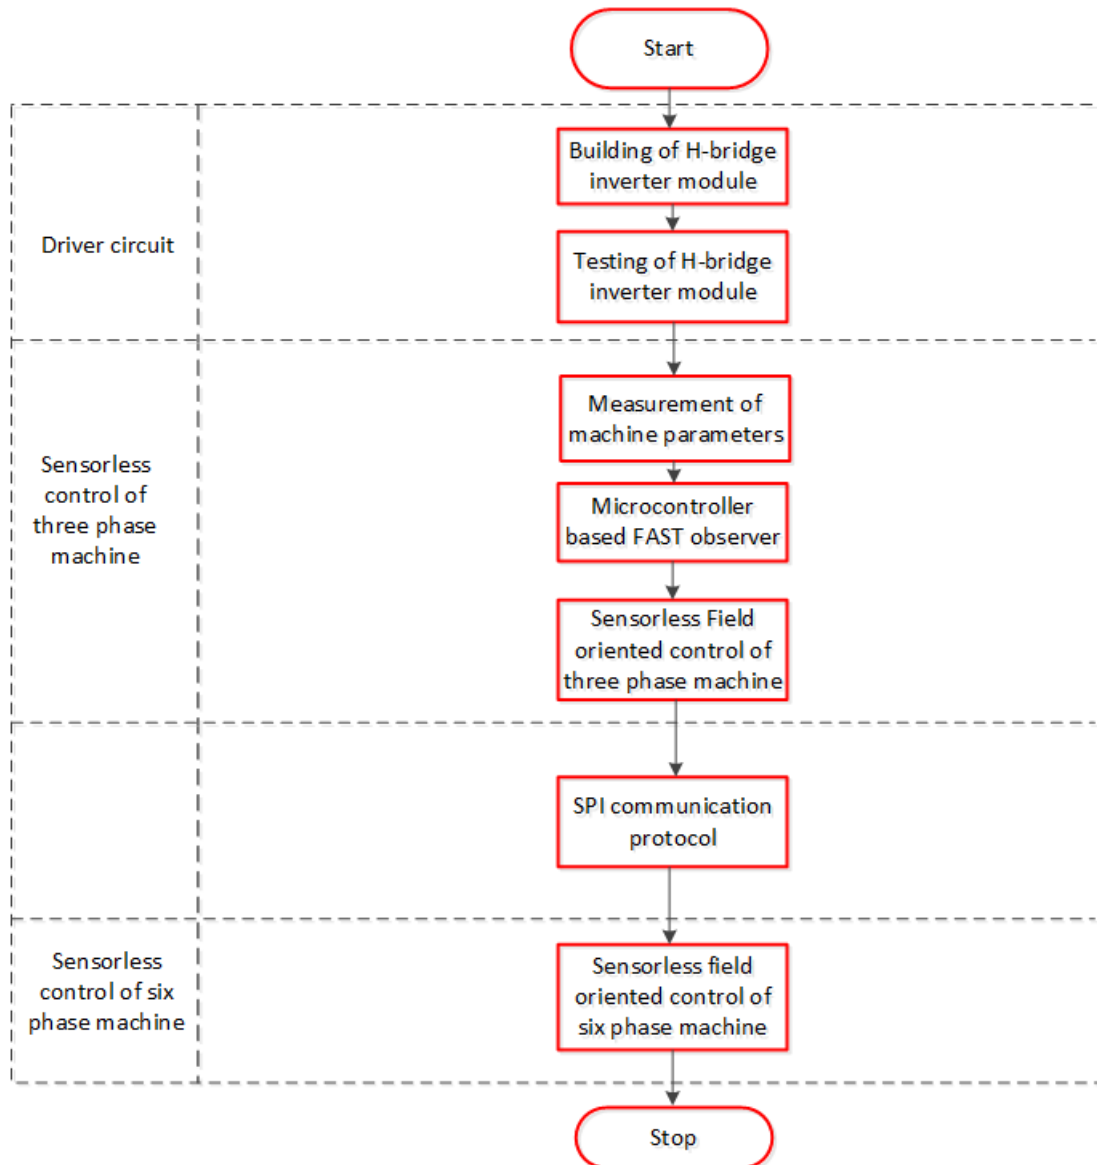 Start
Building of H-bridge
inverter module
Driver circuit
Testing of H-bridge
inverter module
Measurement of
machine parameters
Sensorless
control of
three phase
machine
Microcontroller
based FAST observer
Sensorless Field
oriented control of
three phase machine
SPI communication
protocol
Sensorless
control of six
phase machine
Sensorless field
oriented control of
six phase machine
Stop